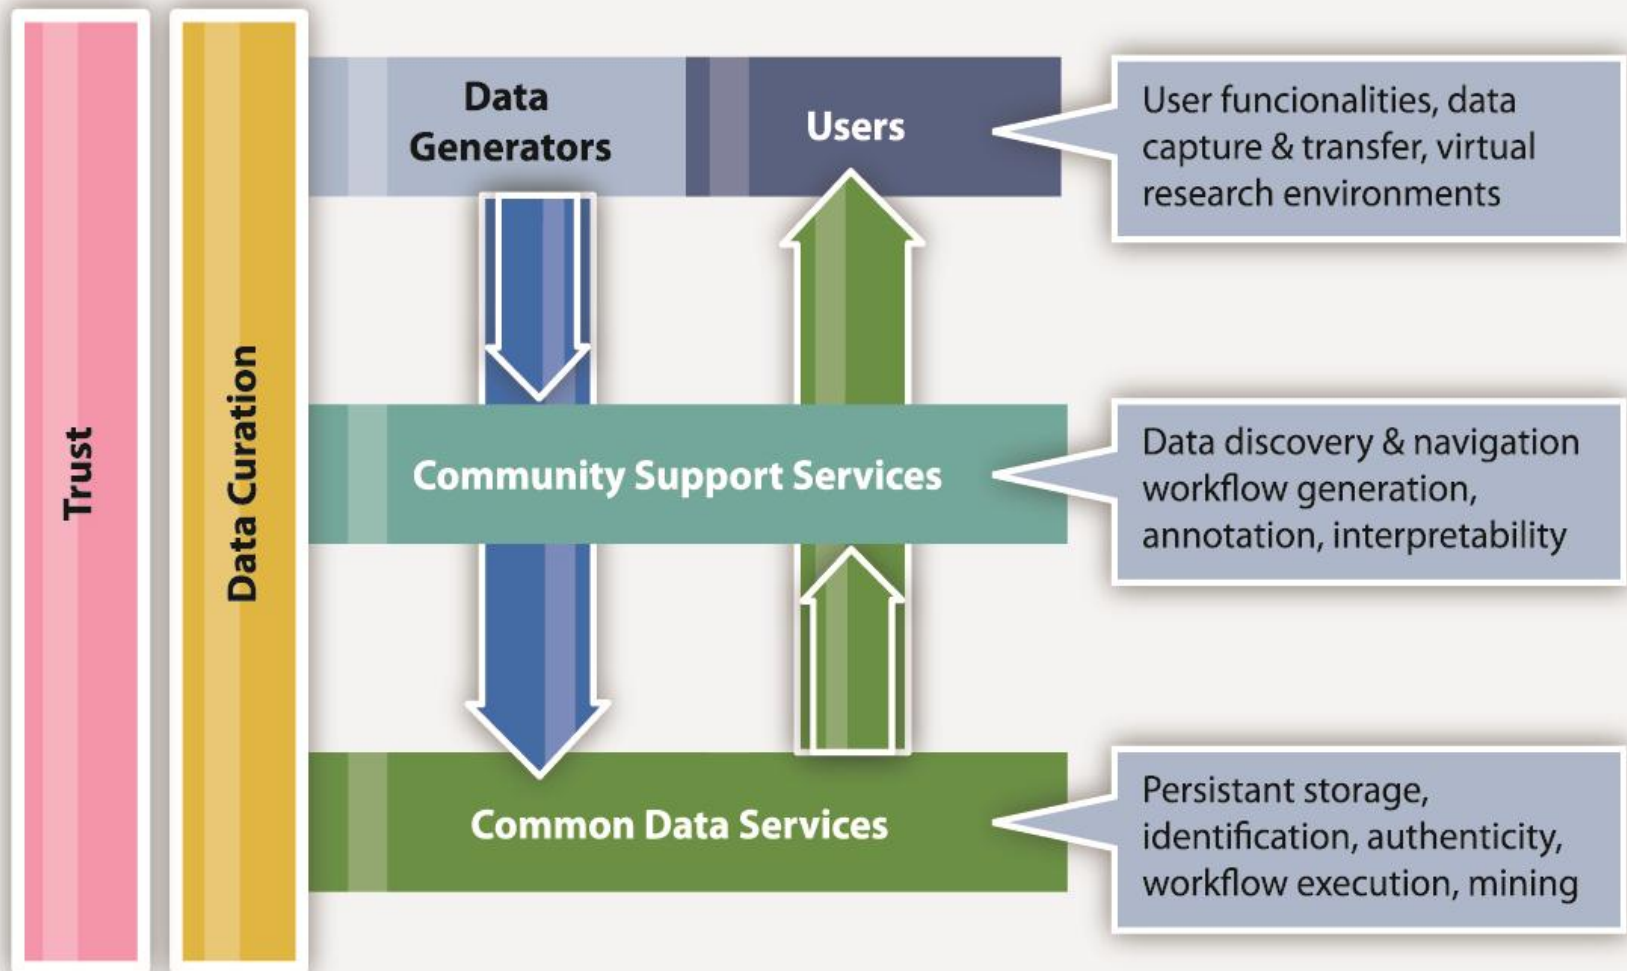 Trust
Data Curation
Data
Generators
Users
User funcionalities, data
capture & transfer, virtual
research environments
Community Support Services
Data discovery & navigation
workflow generation,
annotation, interpretability
Common Data Services
Persistant storage,
identification, authenticity,
workflow execution, mining